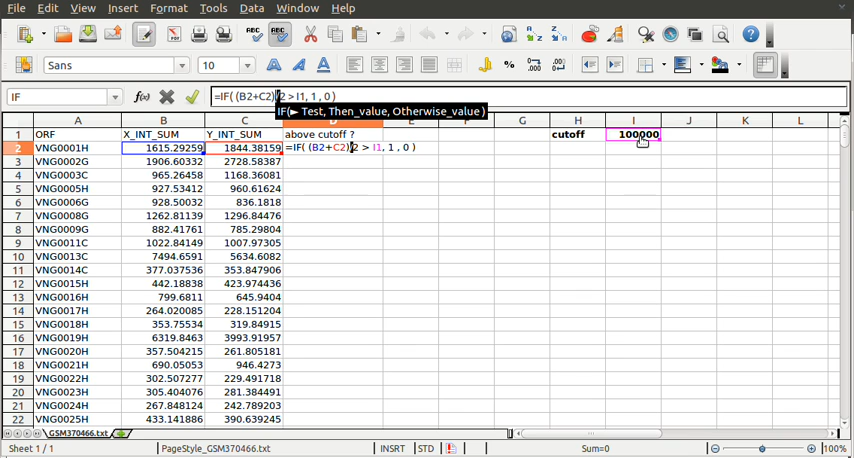 File Edit View Insert Format Tools Data Window Help
Sans 10
IF =IF( (B2+C2)/2 > I1, 1 , 0 )
IF(► Test, Then_value, Otherwise_value )
A B C D E F G H I J K L
1 ORF X_INT_SUM Y_INT_SUM above cutoff ? cutoff 100000
2 VNG0001H 1615.29259 1844.38159 =IF( (B2+C2)/2 > I1, 1 , 0 )
3 VNG0002G 1906.60332 2728.58387
4 VNG0003C 965.26458 1168.36081
5 VNG0005H 927.53412 960.61624
6 VNG0006G 928.50032 836.1818
7 VNG0008G 1262.81139 1296.84476
8 VNG0009G 882.41761 785.29804
9 VNG0011C 1022.84149 1007.97305
10 VNG0013C 7494.6591 5634.6082
11 VNG0014C 377.037536 353.847906
12 VNG0015H 442.18838 423.974436
13 VNG0016H 799.6811 645.9404
14 VNG0017H 264.020085 228.151204
15 VNG0018H 353.75534 319.84915
16 VNG0019H 6319.8463 3993.91957
17 VNG0020H 357.504215 261.805181
18 VNG0021H 690.05053 946.4273
19 VNG0022H 302.507277 229.491718
20 VNG0023H 305.404076 281.384491
21 VNG0024H 267.848124 242.789203
22 VNG0025H 433.141886 390.639245
GSM370466.txt
Sheet 1 / 1 PageStyle_GSM370466.txt INSRT STD Sum=0 100%